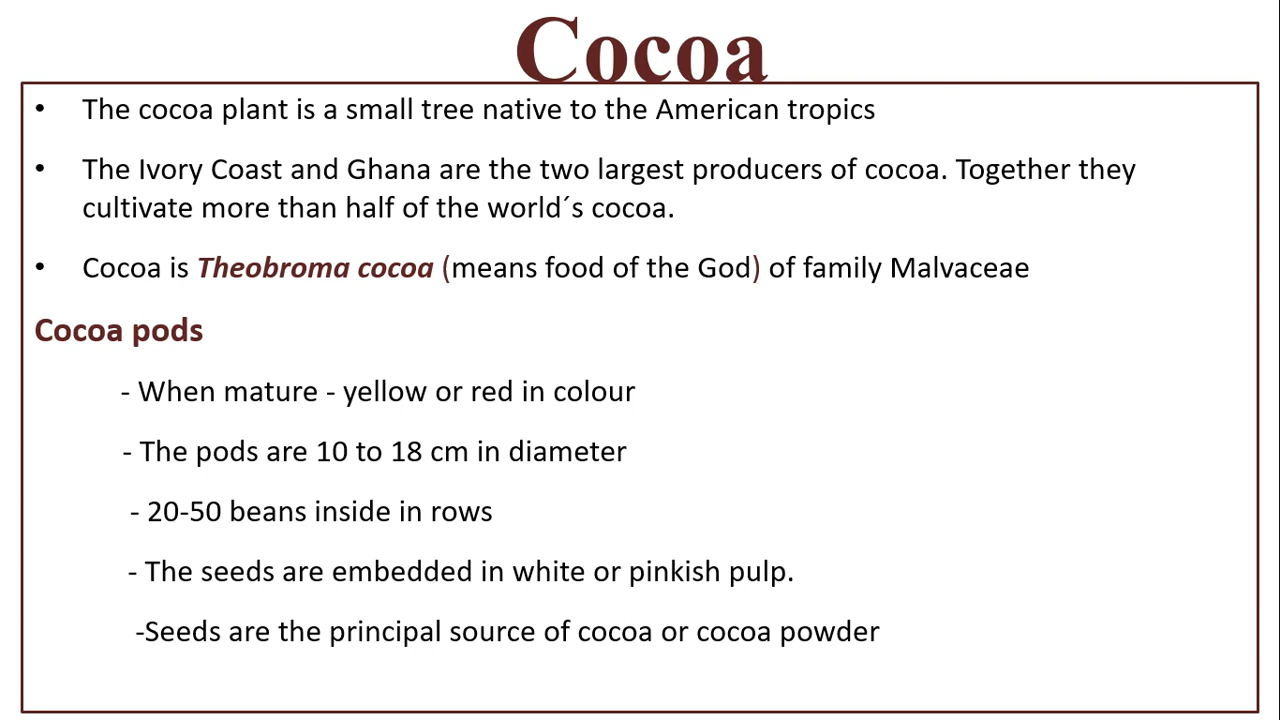 Cocoa
• The cocoa plant is a small tree native to the American tropics
• The Ivory Coast and Ghana are the two largest producers of cocoa. Together they
cultivate more than half of the world´s cocoa.
• Cocoa is Theobroma cocoa (means food of the God) of family Malvaceae
Cocoa pods
- When mature - yellow or red in colour
- The pods are 10 to 18 cm in diameter
- 20-50 beans inside in rows
- The seeds are embedded in white or pinkish pulp.
-Seeds are the principal source of cocoa or cocoa powder